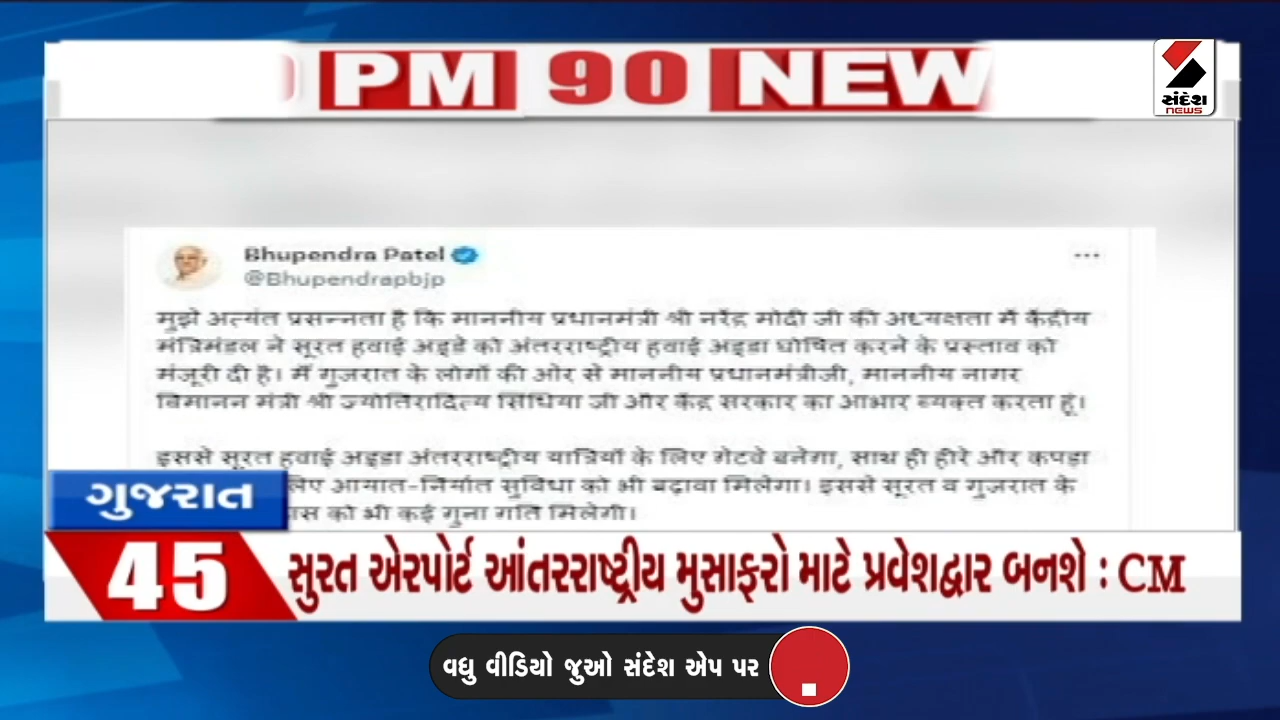 PM 90 NEW
સંદેશ
NEWS
Bhupendra Patel
@Bhupendrapbjp
मुझे अत्यंत प्रसन्नता है कि माननीय प्रधानमंत्री श्री नरेंद्र मोदी जी की अध्यक्षता में केंद्रीय
मंत्रिमंडल ने सूरत हवाई अड्डे को अंतरराष्ट्रीय हवाई अड्डा घोषित करने के प्रस्ताव को
मंजूरी दी है। मैं गुजरात के लोगों की ओर से माननीय प्रधानमंत्रीजी, माननीय नागर
विमानन मंत्री श्री ज्योतिरादित्य सिंधिया जी और केंद्र सरकार का आभार व्यक्त करता हूं।
इससे सूरत हवाई अड्डा अंतरराष्ट्रीय यात्रियों के लिए गेटवे बनेगा, साथ ही हीरे और कपड़ा
लिए आयात-निर्यात सुविधा को भी बढ़ावा मिलेगा। इससे सूरत व गुजरात के
को भी कई गुना गति मिलेगी।
ગુજરાત
45 સુરત એરપોર્ટ આંતરરાષ્ટ્રીય મુસાફરો માટે પ્રવેશદ્વાર બનશે : CM
વધુ વીડિયો જુઓ સંદેશ એપ પર